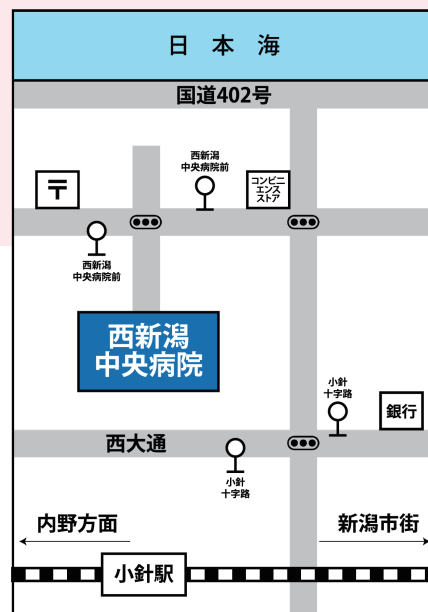 日本海
国道402号
西新潟
中央病院前
〒
コンビニ
エンス
ストア
西新潟
中央病院前
西新潟
中央病院
小針
十字路
銀行
西大通
小針
十字路
内野方面
新潟市街
小針駅